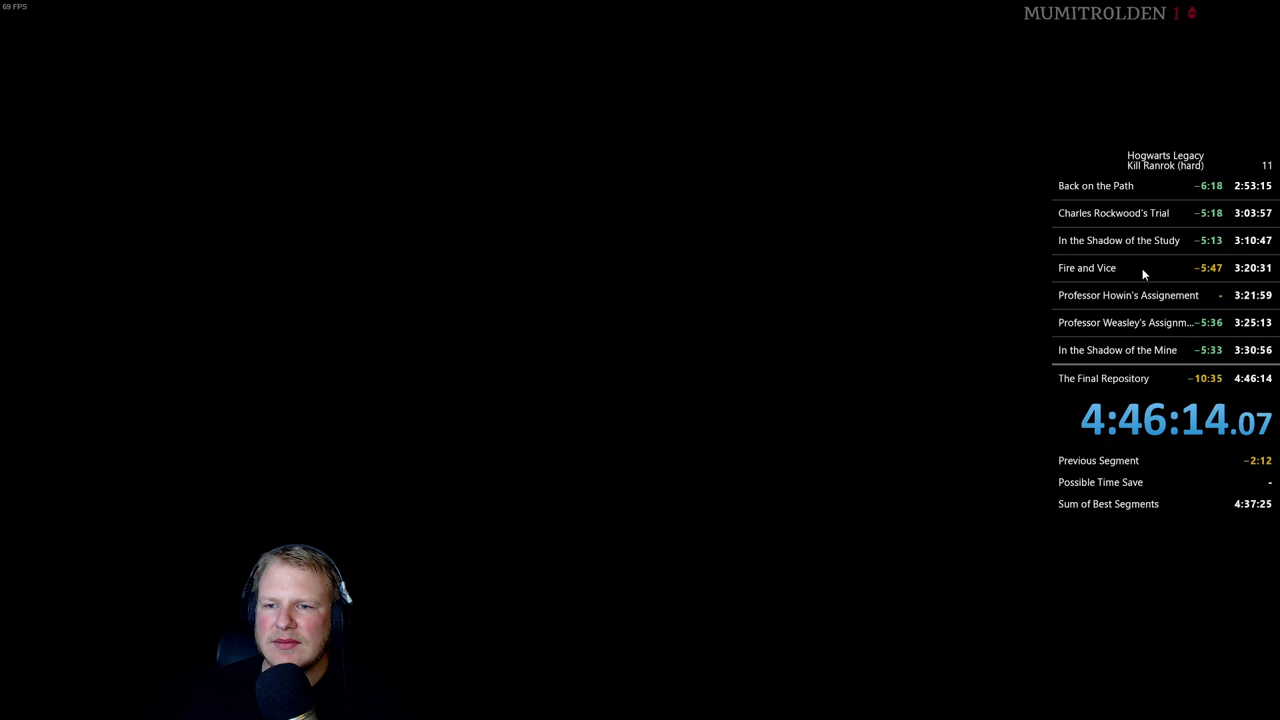 69 FPS
MUMITROLDEN 1
Hogwarts Legacy
Kill Ranrok (hard) 11
Back on the Path −6:18 2:53:15
Charles Rockwood's Trial −5:18 3:03:57
In the Shadow of the Study −5:13 3:10:47
Fire and Vice −5:47 3:20:31
Professor Howin's Assignement - 3:21:59
Professor Weasley's Assignm... −5:36 3:25:13
In the Shadow of the Mine −5:33 3:30:56
The Final Repository −10:35 4:46:14
4:46:14.07
Previous Segment −2:12
Possible Time Save -
Sum of Best Segments 4:37:25